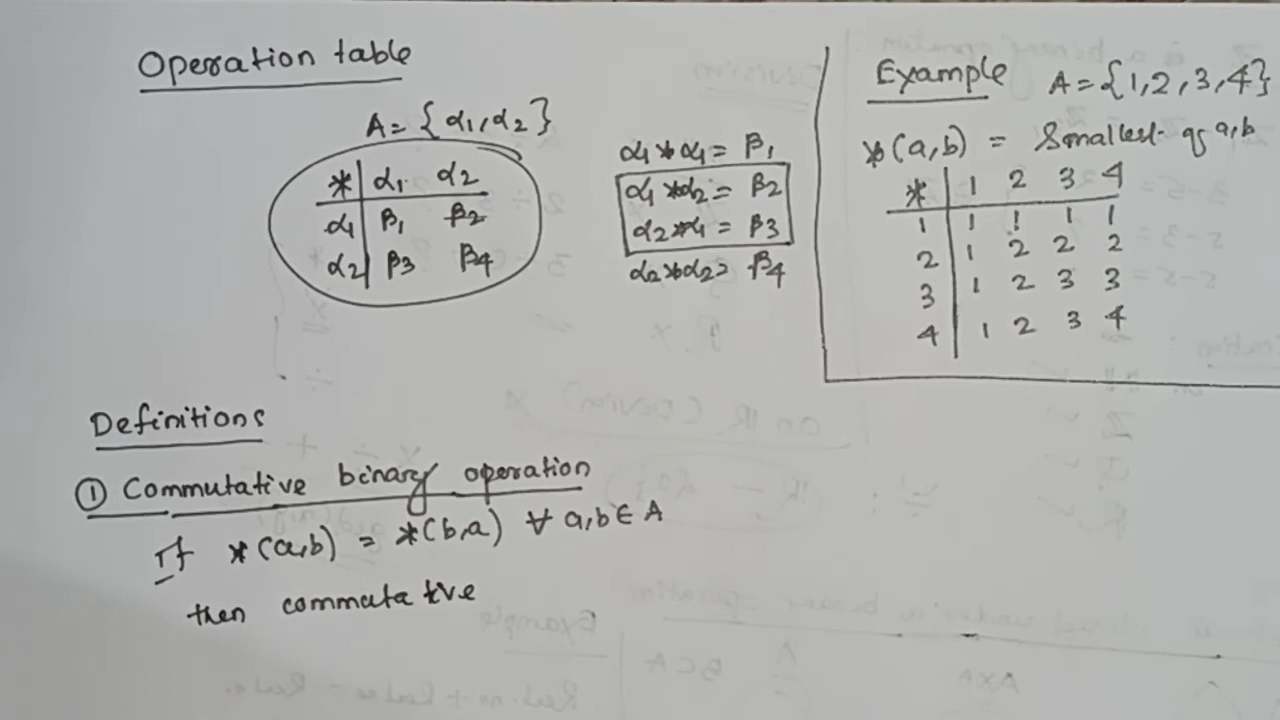 Operation table
A = {α1, α2}
* | α1 α2
α1 | β1 β2
α2 | β3 β4
α1 * α1 = β1
α1 * α2 = β2
α2 * α1 = β3
α2 * α2 = β4
Example A = {1, 2, 3, 4}
*(a, b) = Smallest of a, b
* | 1 2 3 4
1 | 1 1 1 1
2 | 1 2 2 2
3 | 1 2 3 3
4 | 1 2 3 4
Definitions
① Commutative binary operation
If *(a, b) = *(b, a) ∀ a, b ∈ A
then commutative